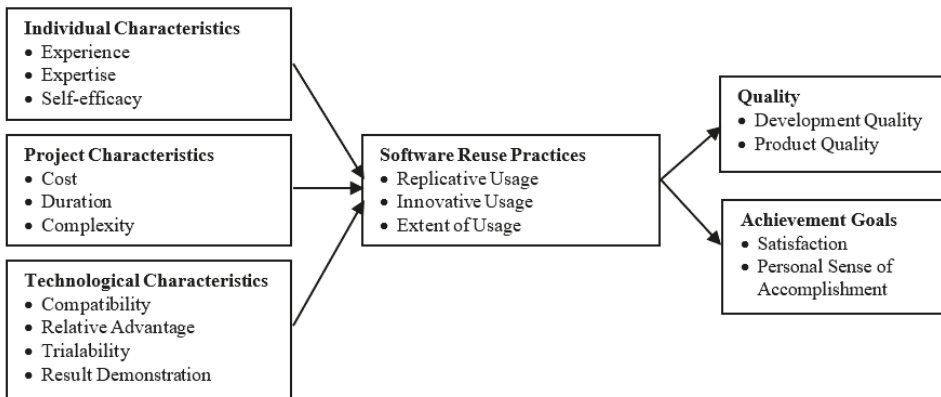 Individual Characteristics
• Experience
• Expertise
• Self-efficacy
Project Characteristics
• Cost
• Duration
• Complexity
Technological Characteristics
• Compatibility
• Relative Advantage
• Trialability
• Result Demonstration
Software Reuse Practices
• Replicative Usage
• Innovative Usage
• Extent of Usage
Quality
• Development Quality
• Product Quality
Achievement Goals
• Satisfaction
• Personal Sense of
Accomplishment